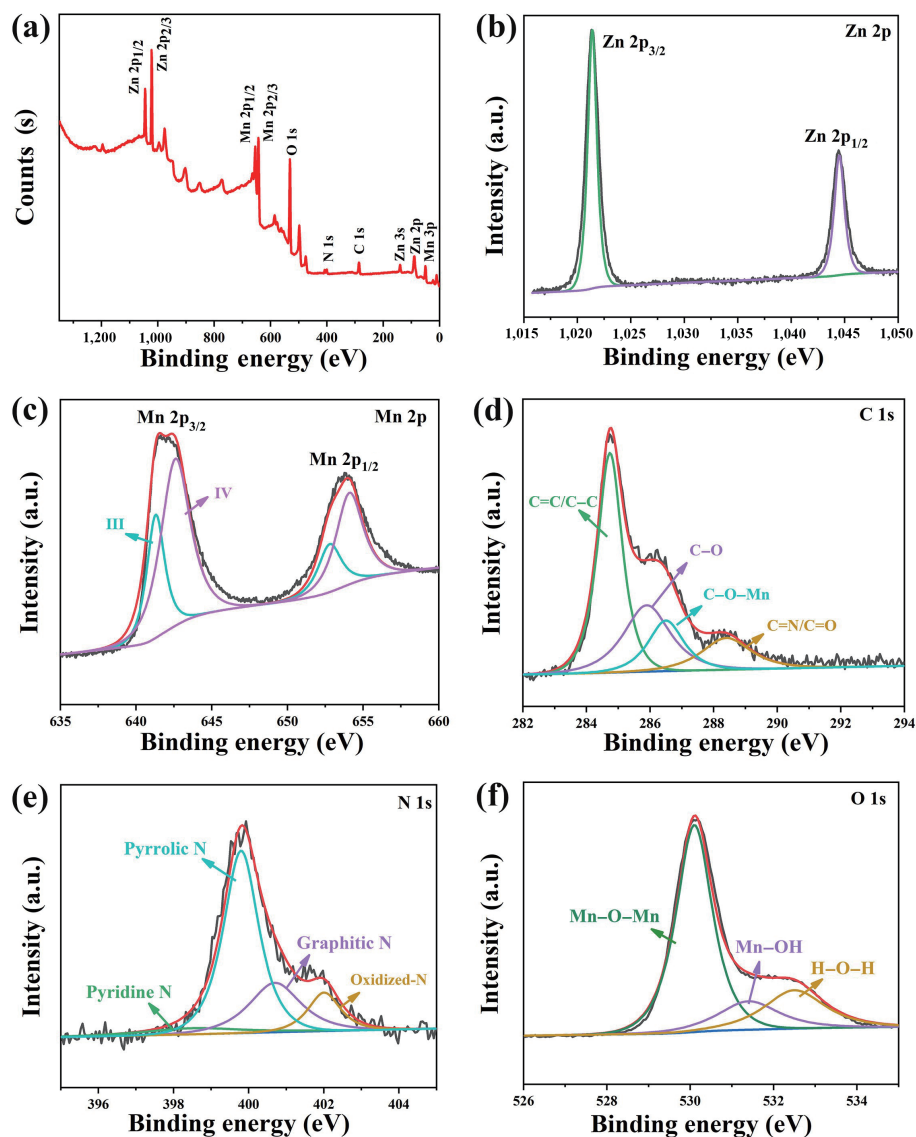 (a)
Zn 2p1/2
Zn 2p2/3
Mn 2p1/2
Mn 2p2/3
O 1s
N 1s
C 1s
Zn 3s
Zn 2p
Mn 3p
Counts (s)
1,200 1,000 800 600 400 200 0
Binding energy (eV)
(b)
Zn 2p
Zn 2p3/2
Zn 2p1/2
Intensity (a.u.)
1,015 1,020 1,025 1,030 1,035 1,040 1,045 1,050
Binding energy (eV)
(c)
Mn 2p3/2
Mn 2p
Mn 2p1/2
IV
III
Intensity (a.u.)
635 640 645 650 655 660
Binding energy (eV)
(d)
C 1s
C=C/C–C
C–O
C–O–Mn
C=N/C=O
Intensity (a.u.)
282 284 286 288 290 292 294
Binding energy (eV)
(e)
N 1s
Pyrrolic N
Graphitic N
Oxidized-N
Pyridine N
Intensity (a.u.)
396 398 400 402 404
Binding energy (eV)
(f)
O 1s
Mn–O–Mn
Mn–OH
H–O–H
Intensity (a.u.)
526 528 530 532 534
Binding energy (eV)